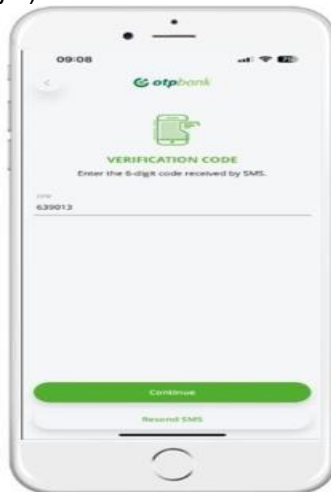 09:08
otpbank
VERIFICATION CODE
Enter the 6-digit code received by SMS.
639013
Continue
Resend SMS